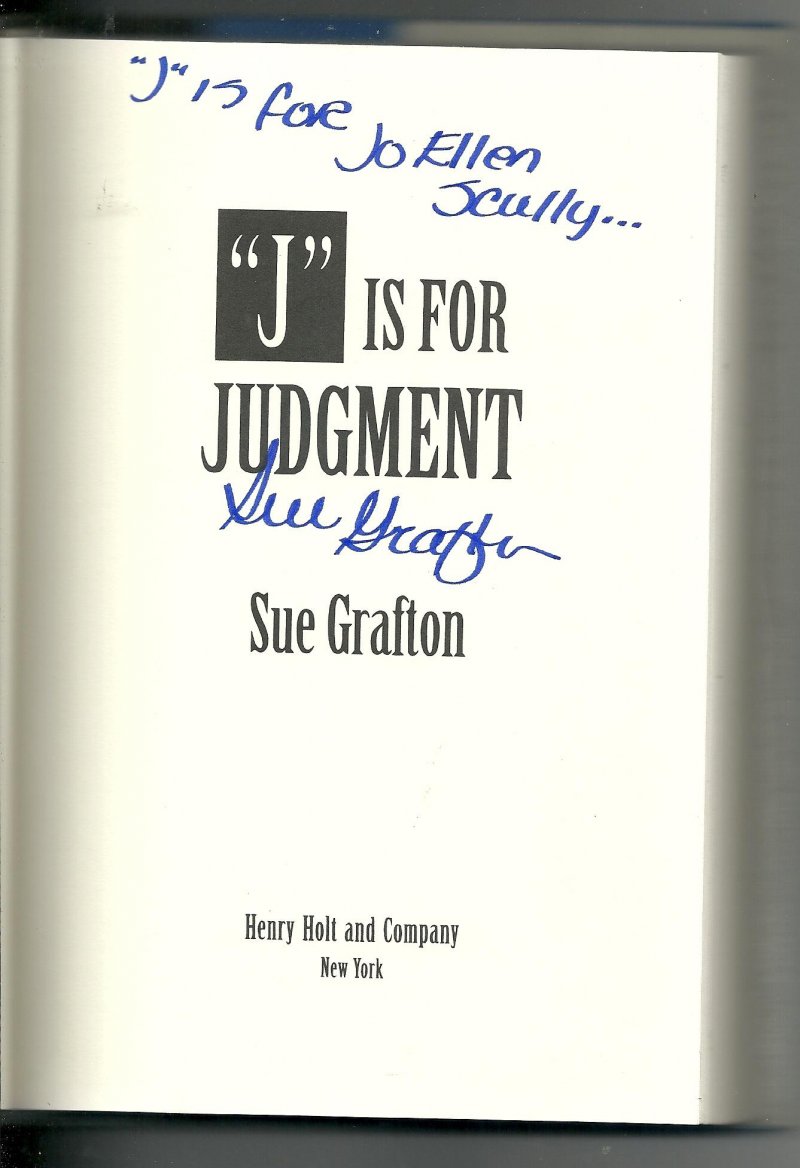 "J" is for
Jo Ellen
Scully...
"J" IS FOR
JUDGMENT
Sue Grafton
Sue Grafton
Henry Holt and Company
New York